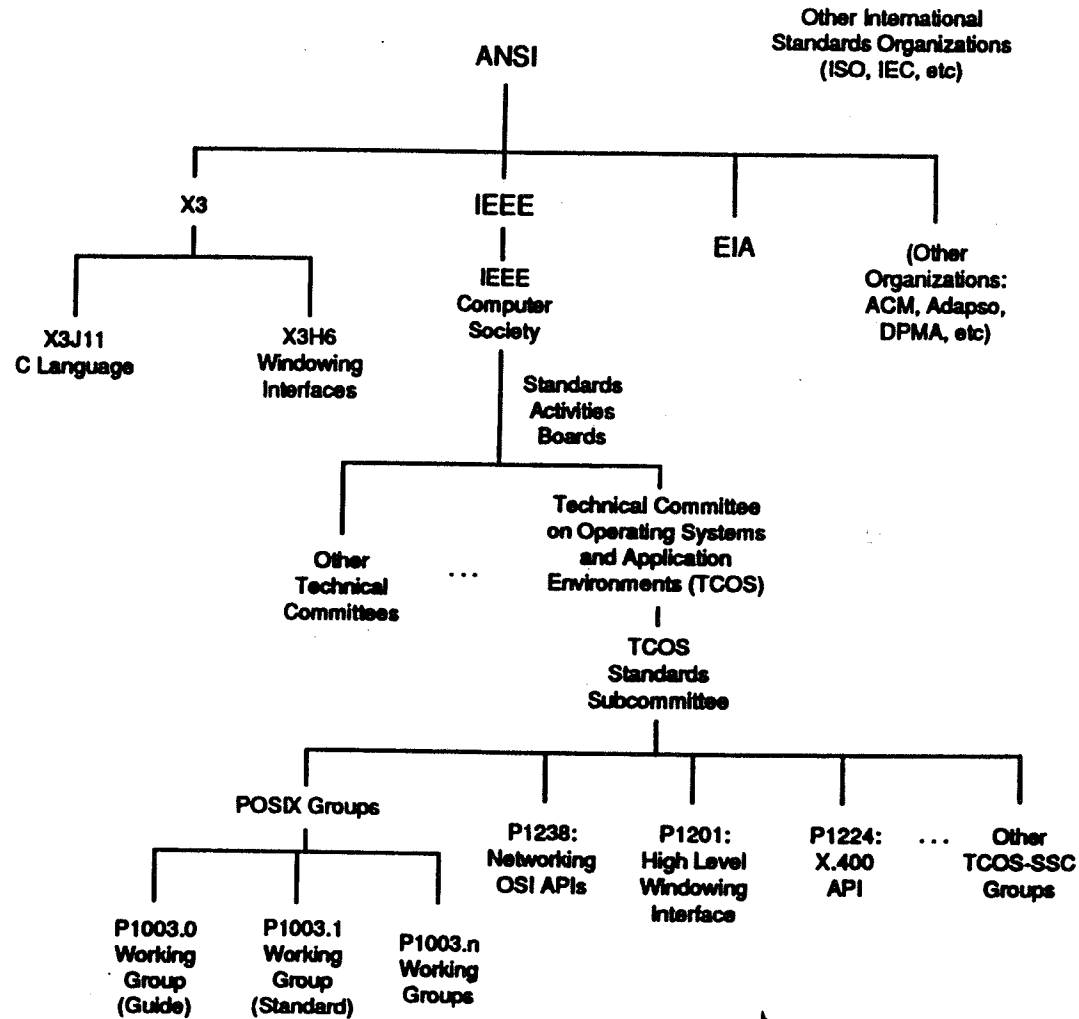 Other International
Standards Organizations
(ISO, IEC, etc)
ANSI
X3
IEEE
EIA
(Other
Organizations:
ACM, Adapso,
DPMA, etc)
X3J11
C Language
X3H6
Windowing
Interfaces
IEEE
Computer
Society
Standards
Activities
Boards
Other
Technical
Committees
...
Technical Committee
on Operating Systems
and Application
Environments (TCOS)
TCOS
Standards
Subcommittee
POSIX Groups
P1238:
Networking
OSI APIs
P1201:
High Level
Windowing
Interface
P1224:
X.400
API
...
Other
TCOS-SSC
Groups
P1003.0
Working
Group
(Guide)
P1003.1
Working
Group
(Standard)
P1003.n
Working
Groups